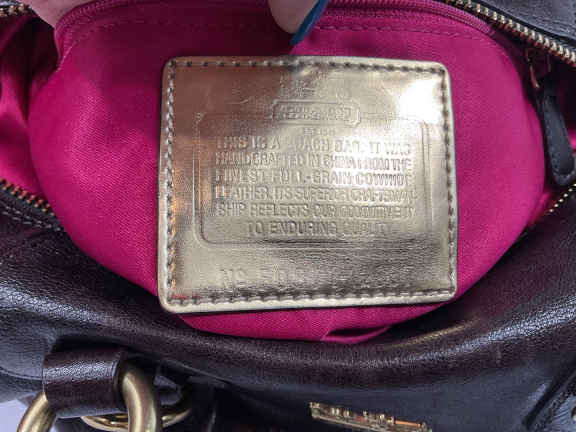 THIS IS A COACH BAG. IT WAS
HANDCRAFTED IN CHINA FROM THE
FINEST FULL-GRAIN COWHIDE
LEATHER. ITS SUPERIOR CRAFTSMAN-
SHIP REFLECTS OUR COMMITMENT
TO ENDURING QUALITY
No